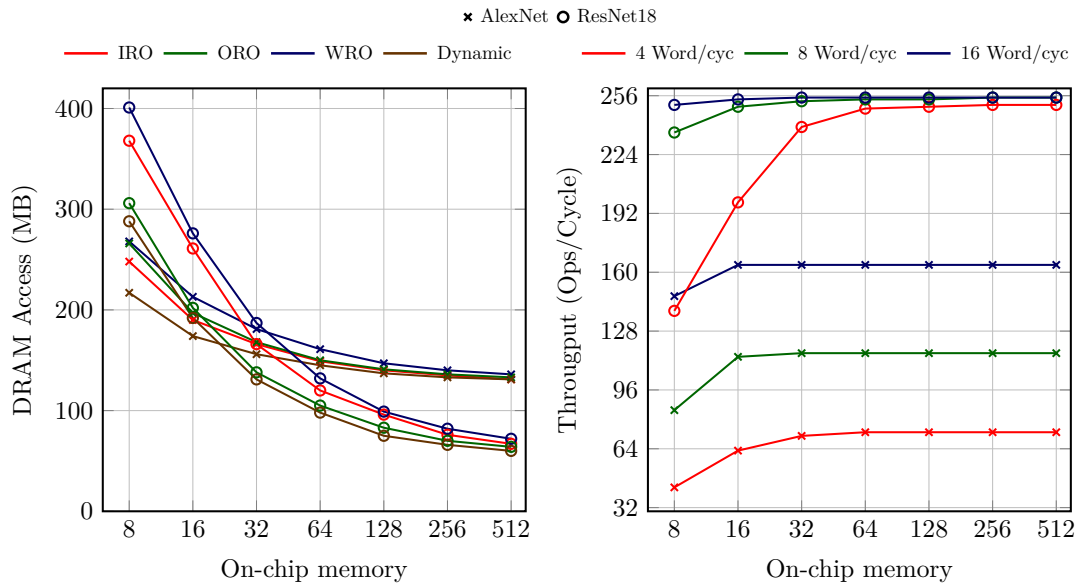 AlexNet ResNet18
IRO ORO WRO Dynamic
DRAM Access (MB)
400
300
200
100
0
8 16 32 64 128 256 512
On-chip memory
4 Word/cyc 8 Word/cyc 16 Word/cyc
Througput (Ops/Cycle)
256
224
192
160
128
96
64
32
8 16 32 64 128 256 512
On-chip memory